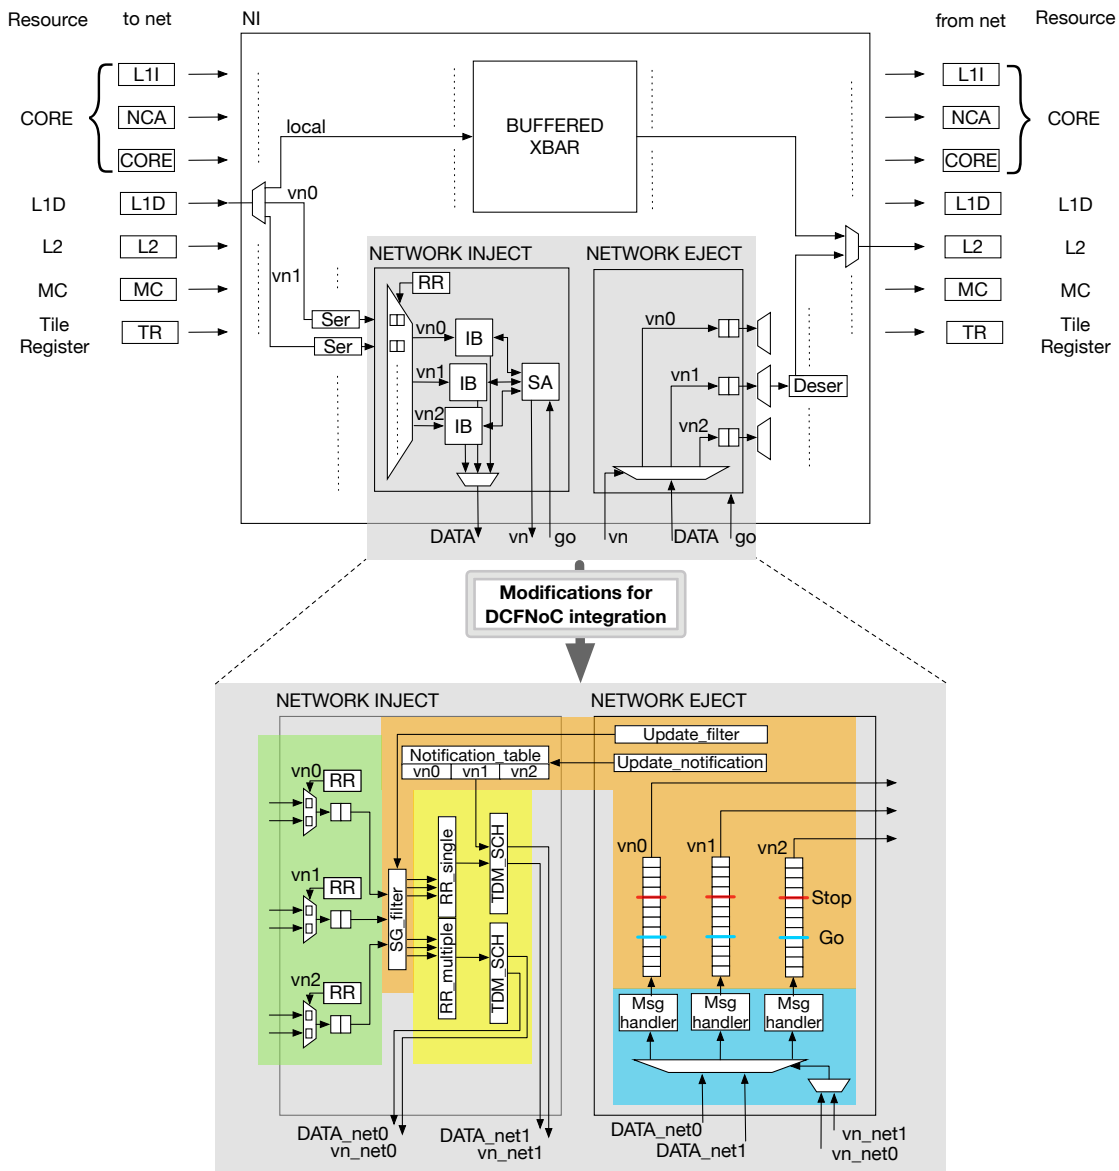 Resource to net NI from net Resource
L1I L1I
CORE NCA NCA CORE
CORE CORE
local
BUFFERED
XBAR
vn0
L1D L1D L1D L1D
L2 L2 L2 L2
vn1
NETWORK INJECT NETWORK EJECT
MC MC MC MC
RR
Tile
Register
TR TR
Tile
Register
Ser
Ser
vn0 IB
vn1 IB
vn2 IB
SA
vn0
vn1
vn2
Deser
DATA vn go vn DATA go
Modifications for
DCFNoC integration
NETWORK INJECT NETWORK EJECT
Update_filter
Notification_table
vn0 vn1 vn2
Update_notification
vn0 RR
vn1 RR
vn2 RR
SG_filter
RR_single
RR_multiple
TDM_SCH
TDM_SCH
vn0 vn1 vn2
Stop
Go
Msg
handler
Msg
handler
Msg
handler
DATA_net0
vn_net0
DATA_net1
vn_net1
DATA_net0
DATA_net1
vn_net1
vn_net0